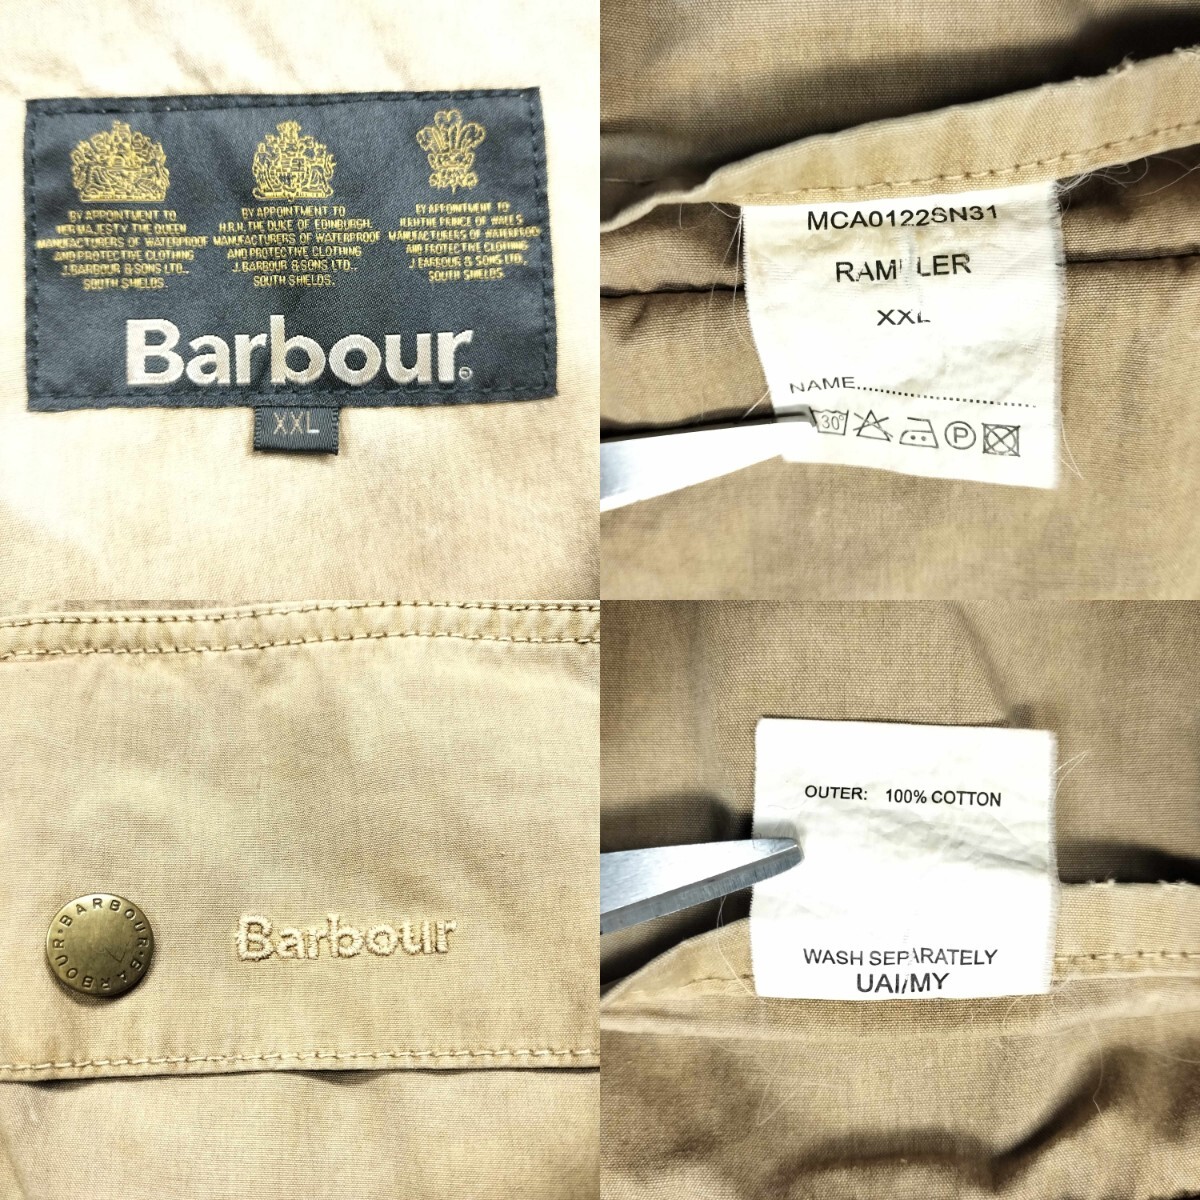 BY APPOINTMENT TO
HER MAJESTY THE QUEEN
MANUFACTURERS OF WATERPROOF
AND PROTECTIVE CLOTHING
J.BARBOUR & SONS LTD.,
SOUTH SHIELDS.
BY APPOINTMENT TO
H.R.H. THE DUKE OF EDINBURGH.
MANUFACTURERS OF WATERPROOF
AND PROTECTIVE CLOTHING
J.BARBOUR & SONS LTD.,
SOUTH SHIELDS.
BY APPOINTMENT TO
H.R.H THE PRINCE OF WALES
MANUFACTURERS OF WATERPROOF
AND PROTECTIVE CLOTHING
J.BARBOUR & SONS LTD.,
SOUTH SHIELDS.
Barbour
XXL
MCA0122SN31
RAMBLER
XXL
NAME..............................
30°
P
BARBOUR · BARBOUR ·
Barbour
OUTER: 100% COTTON
WASH SEPARATELY
UAI/MY